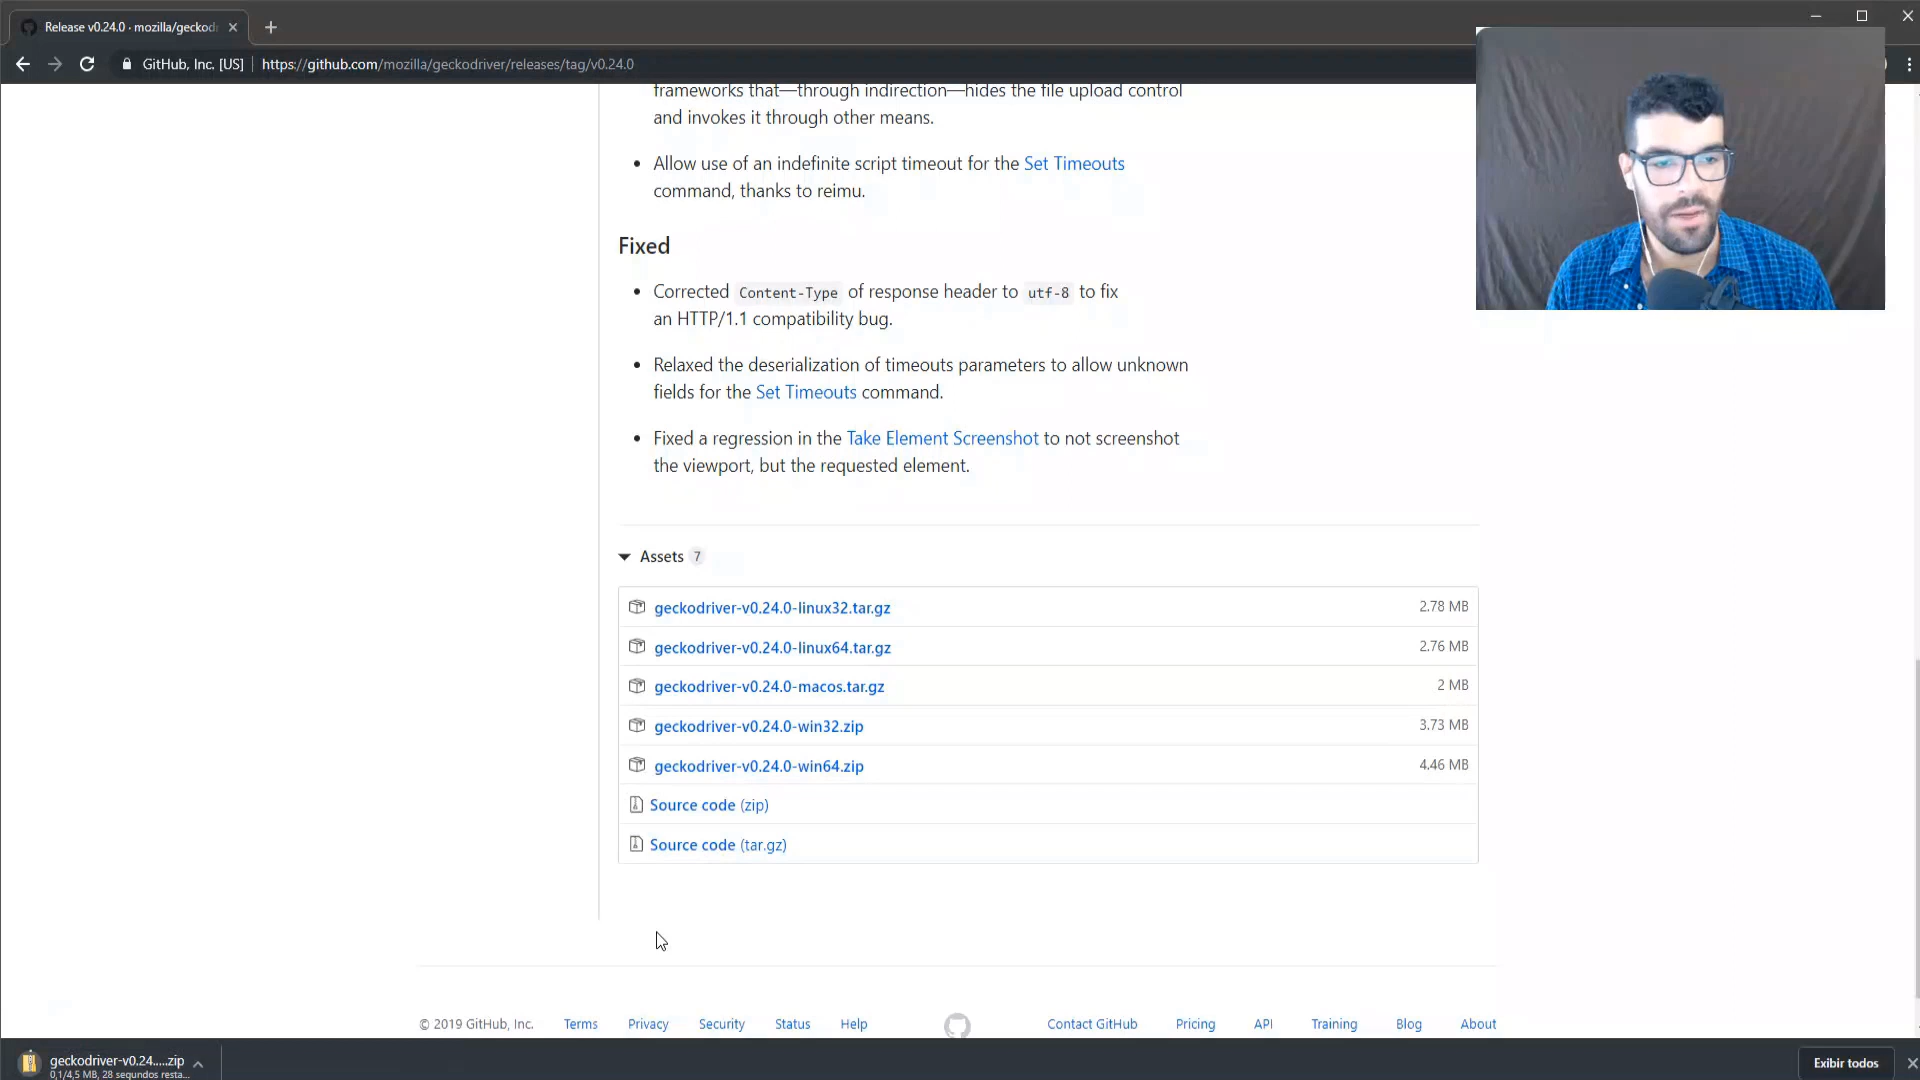 Release v0.24.0 · mozilla/geckod
GitHub, Inc. [US]
https://github.com/mozilla/geckodriver/releases/tag/v0.24.0
frameworks that—through indirection—hides the file upload control
and invokes it through other means.
• Allow use of an indefinite script timeout for the Set Timeouts
command, thanks to reimu.
Fixed
• Corrected Content-Type of response header to utf-8 to fix
an HTTP/1.1 compatibility bug.
• Relaxed the deserialization of timeouts parameters to allow unknown
fields for the Set Timeouts command.
• Fixed a regression in the Take Element Screenshot to not screenshot
the viewport, but the requested element.
Assets 7
geckodriver-v0.24.0-linux32.tar.gz 2.78 MB
geckodriver-v0.24.0-linux64.tar.gz 2.76 MB
geckodriver-v0.24.0-macos.tar.gz 2 MB
geckodriver-v0.24.0-win32.zip 3.73 MB
geckodriver-v0.24.0-win64.zip 4.46 MB
Source code (zip)
Source code (tar.gz)
© 2019 GitHub, Inc. Terms Privacy Security Status Help Contact GitHub Pricing API Training Blog About
geckodriver-v0.24.....zip
0,1/4,5 MB, 28 segundos resta...
Exibir todos